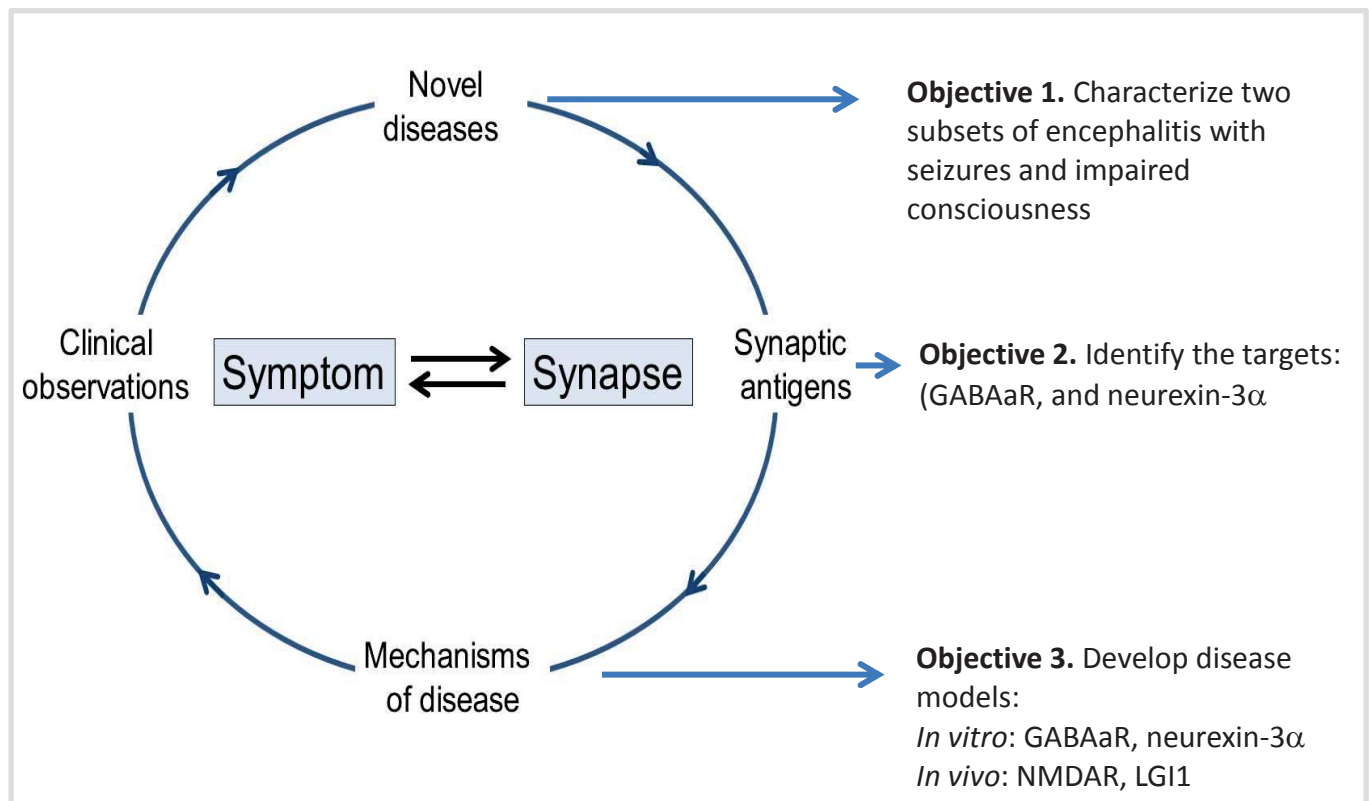 Novel
diseases
Objective 1. Characterize two
subsets of encephalitis with
seizures and impaired
consciousness
Clinical
observations
Symptom
Synapse
Synaptic
antigens
Objective 2. Identify the targets:
(GABAaR, and neurexin-3α
Mechanisms
of disease
Objective 3. Develop disease
models:
In vitro: GABAaR, neurexin-3α
In vivo: NMDAR, LGI1